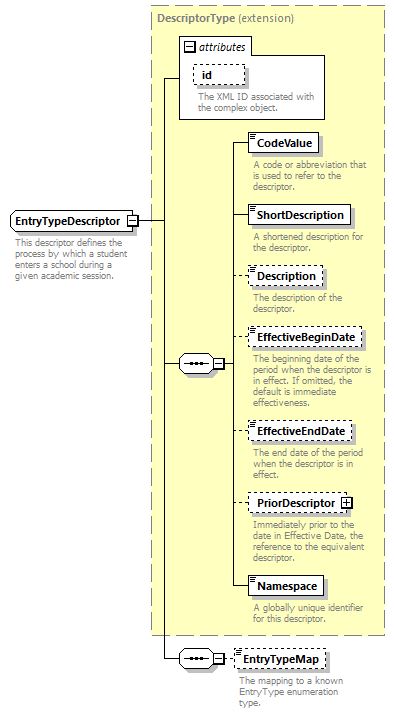 DescriptorType (extension)
attributes
id
The XML ID associated with
the complex object.
CodeValue
A code or abbreviation that
is used to refer to the
descriptor.
ShortDescription
A shortened description for
the descriptor.
EntryTypeDescriptor
This descriptor defines the
process by which a student
enters a school during a
given academic session.
Description
The description of the
descriptor.
EffectiveBeginDate
The beginning date of the
period when the descriptor is
in effect. If omitted, the
default is immediate
effectiveness.
EffectiveEndDate
The end date of the period
when the descriptor is in
effect.
PriorDescriptor
Immediately prior to the
date in Effective Date, the
reference to the equivalent
descriptor.
Namespace
A globally unique identifier
for this descriptor.
EntryTypeMap
The mapping to a known
EntryType enumeration
type.